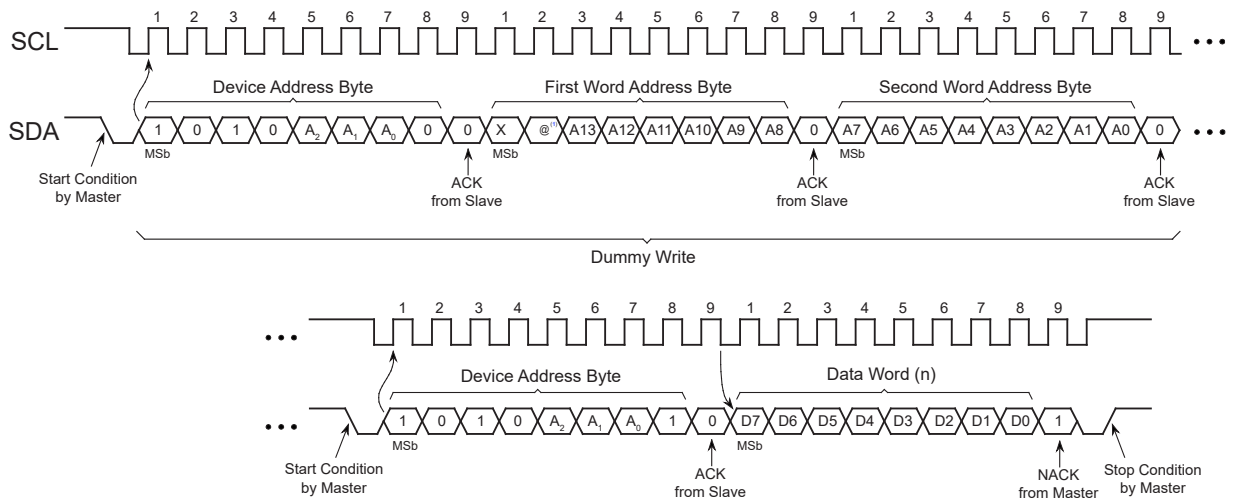 1 2 3 4 5 6 7 8 9 1 2 3 4 5 6 7 8 9 1 2 3 4 5 6 7 8 9
SCL
Device Address Byte First Word Address Byte Second Word Address Byte
SDA 1 0 1 0 A2 A1 A0 0 0 X @(1) A13 A12 A11 A10 A9 A8 0 A7 A6 A5 A4 A3 A2 A1 A0 0
MSb MSb MSb
Start Condition by Master
ACK from Slave
ACK from Slave
ACK from Slave
Dummy Write
1 2 3 4 5 6 7 8 9 1 2 3 4 5 6 7 8 9
Device Address Byte Data Word (n)
1 0 1 0 A2 A1 A0 1 0 D7 D6 D5 D4 D3 D2 D1 D0 1
MSb MSb
Start Condition by Master
ACK from Slave
NACK from Master
Stop Condition by Master